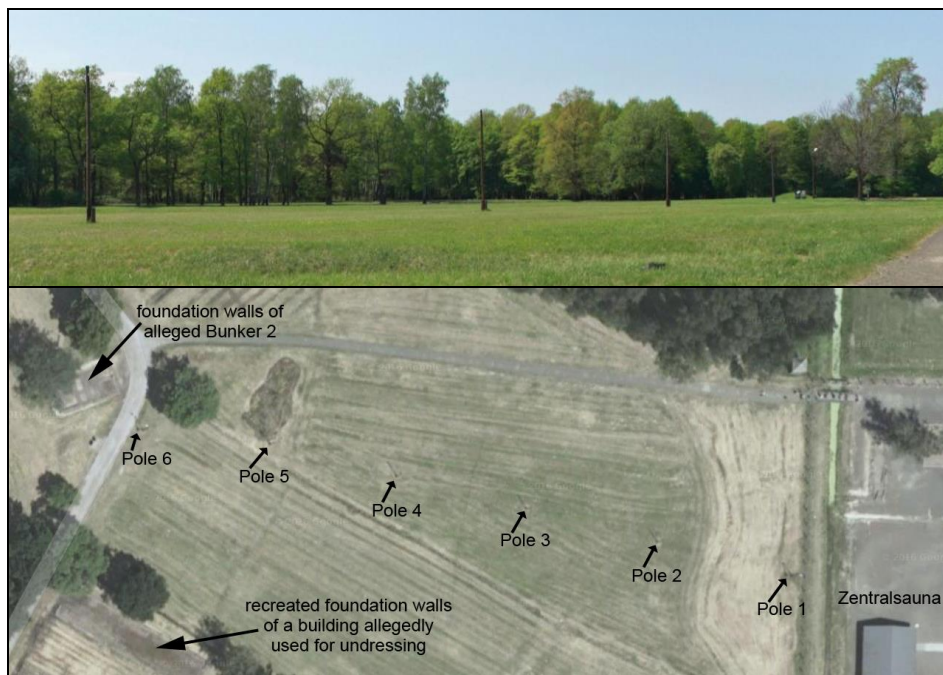 foundation walls of
alleged Bunker 2
Pole 6
Pole 5
Pole 4
Pole 3
Pole 2
Pole 1
Zentralsauna
recreated foundation walls
of a building allegedly
used for undressing